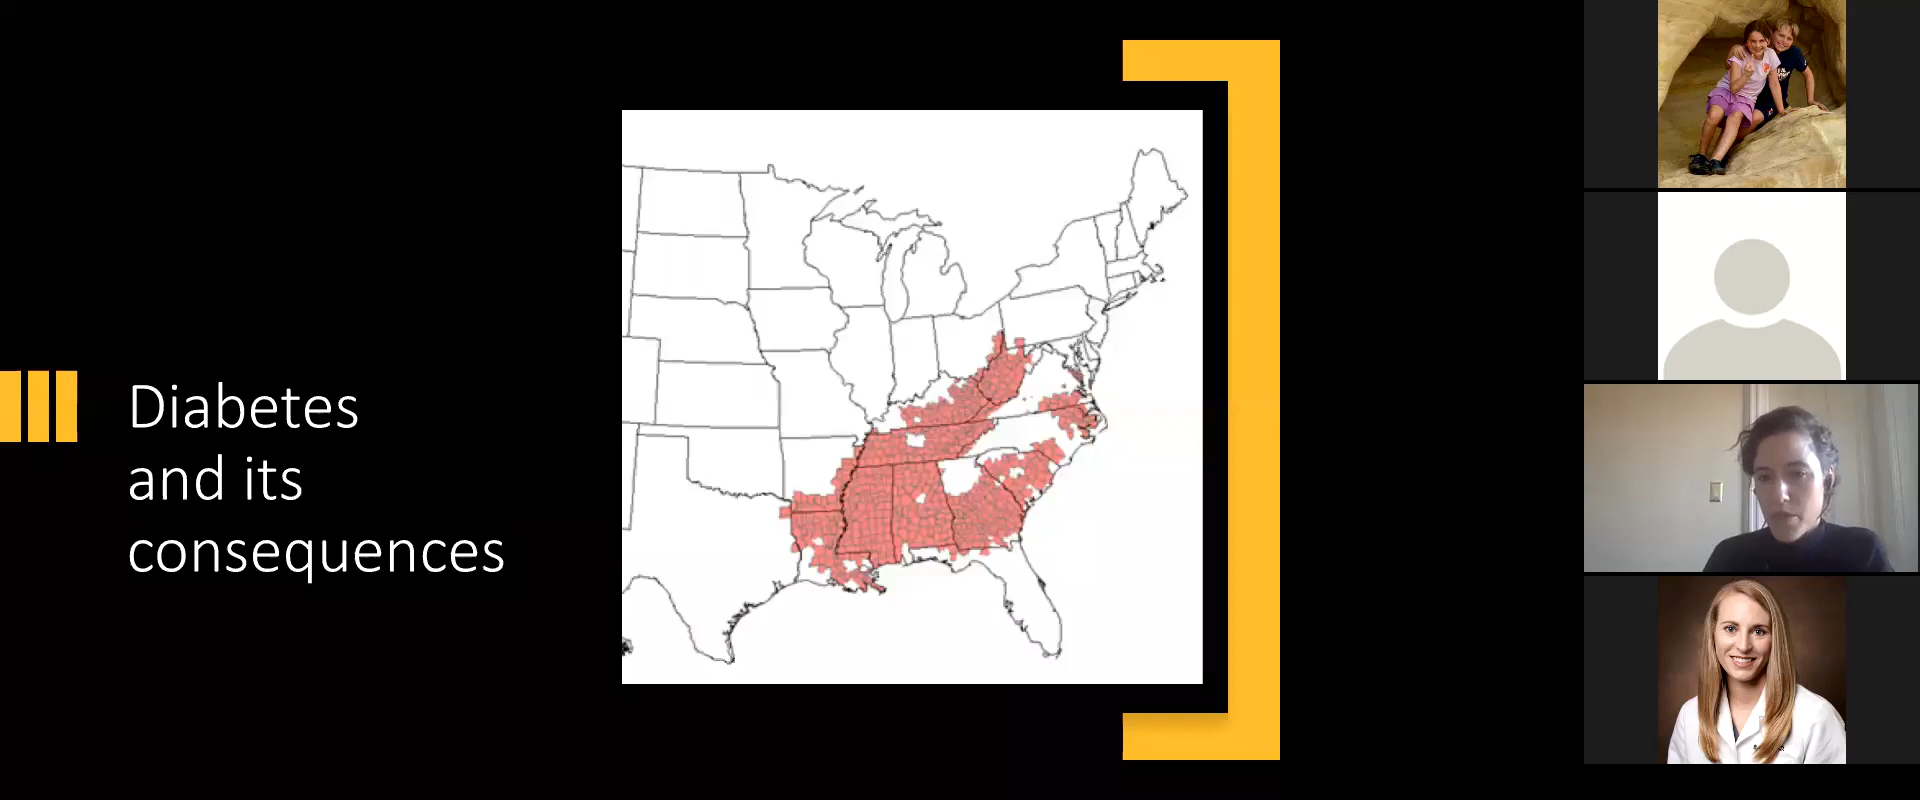 Diabetes
and its
consequences